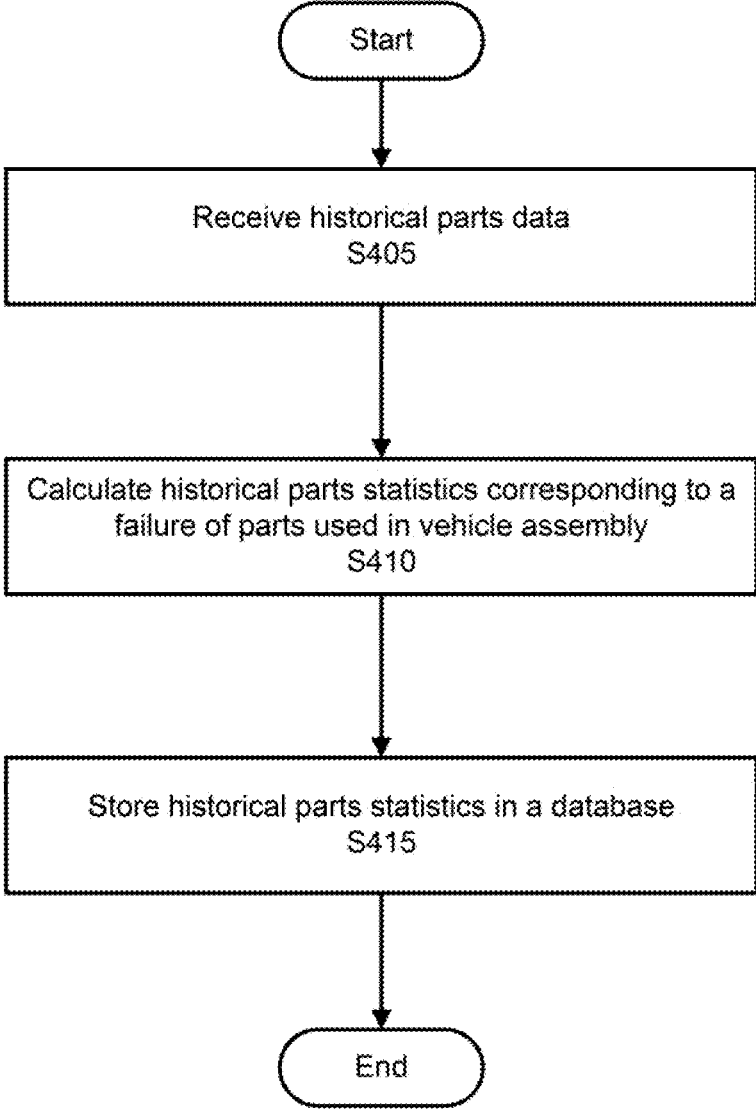 Start
Receive historical parts data
S405
Calculate historical parts statistics corresponding to a
failure of parts used in vehicle assembly
S410
Store historical parts statistics in a database
S415
End